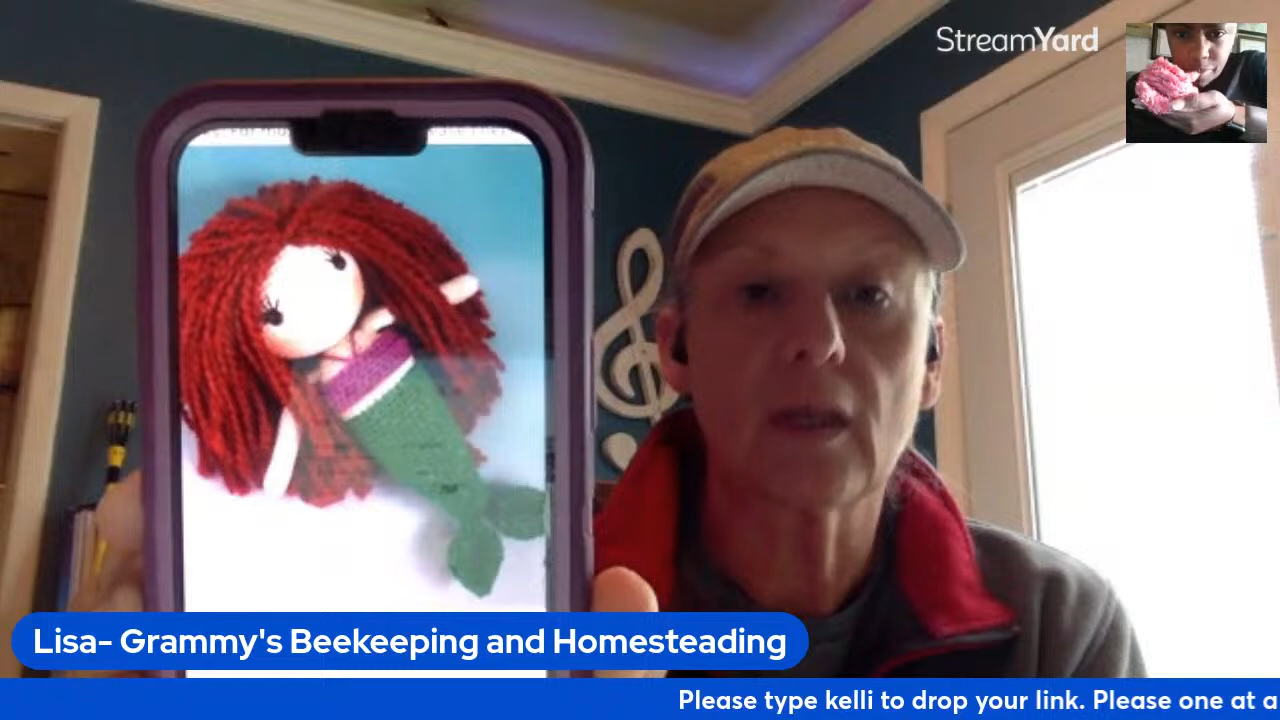 StreamYard
Lisa- Grammy's Beekeeping and Homesteading
Please type kelli to drop your link. Please one at a